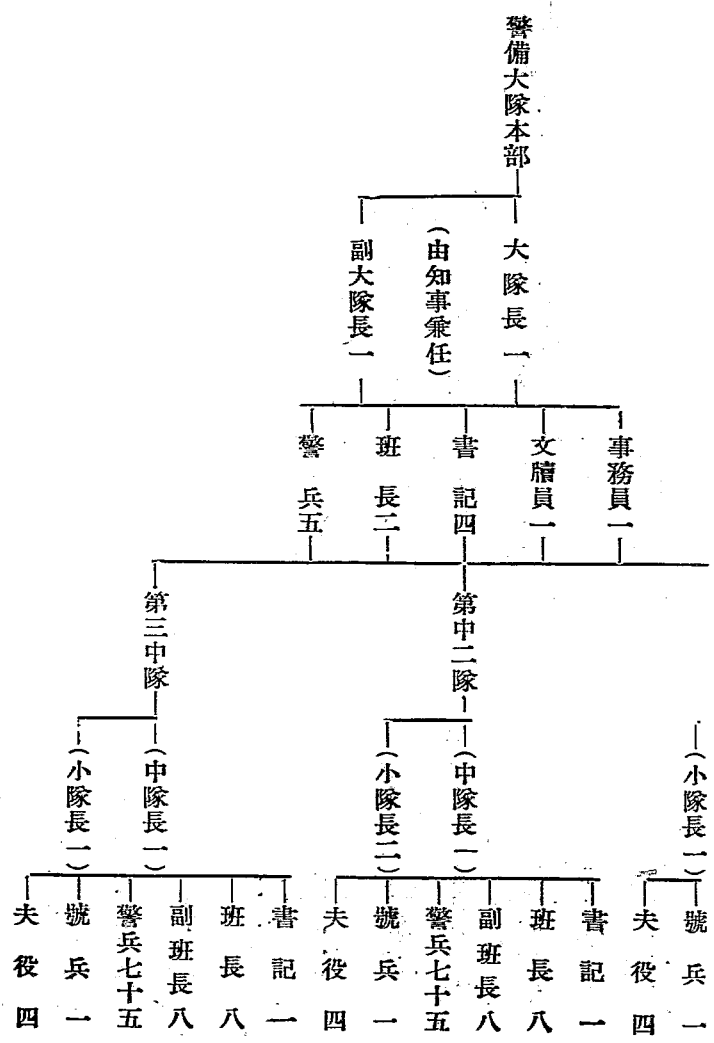 警備大隊本部
大隊長一
(由知事兼任)
副大隊長一
事務員一
文牘員一
書記四
班長二
警兵五
第中二隊
第三中隊
(小隊長一)
(中隊長一)
(小隊長二)
(中隊長一)
(小隊長一)
號兵一
夫役四
書記一
班長八
副班長八
警兵七十五
號兵一
夫役四
書記一
班長八
副班長八
警兵七十五
號兵一
夫役四